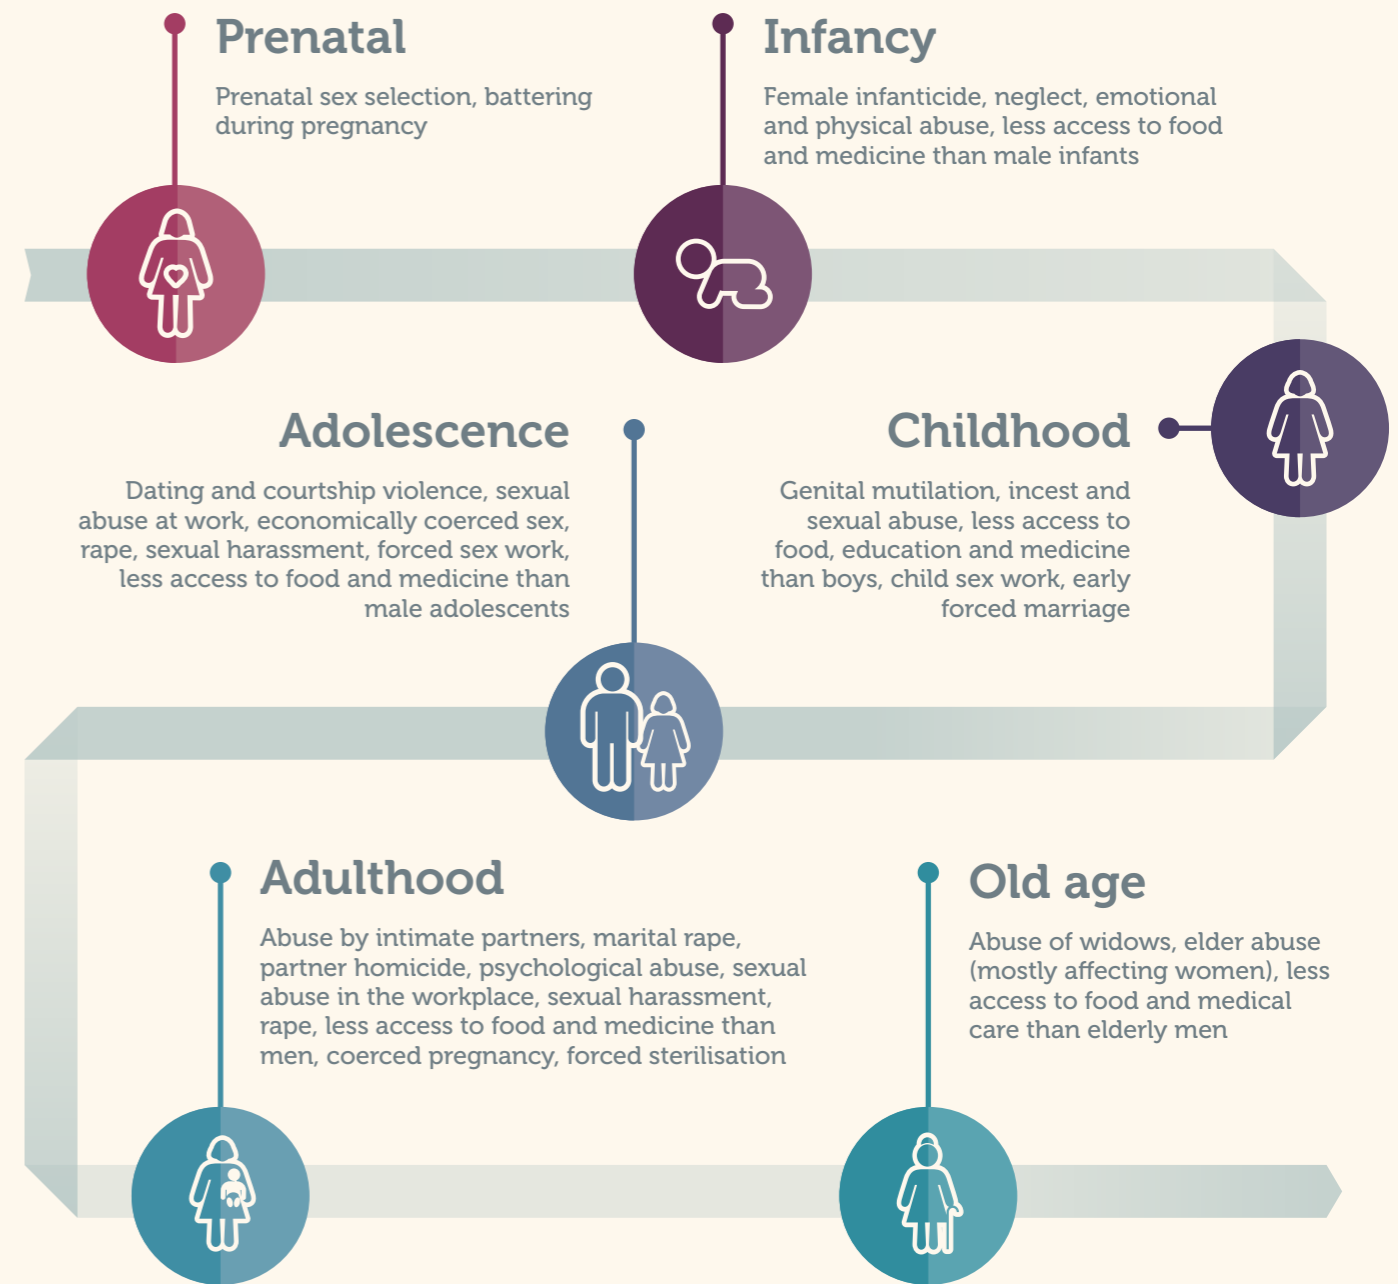 Prenatal
Prenatal sex selection, battering
during pregnancy
Infancy
Female infanticide, neglect, emotional
and physical abuse, less access to food
and medicine than male infants
Childhood
Genital mutilation, incest and
sexual abuse, less access to
food, education and medicine
than boys, child sex work, early
forced marriage
Adolescence
Dating and courtship violence, sexual
abuse at work, economically coerced sex,
rape, sexual harassment, forced sex work,
less access to food and medicine than
male adolescents
Adulthood
Abuse by intimate partners, marital rape,
partner homicide, psychological abuse, sexual
abuse in the workplace, sexual harassment,
rape, less access to food and medicine than
men, coerced pregnancy, forced sterilisation
Old age
Abuse of widows, elder abuse
(mostly affecting women), less
access to food and medical
care than elderly men